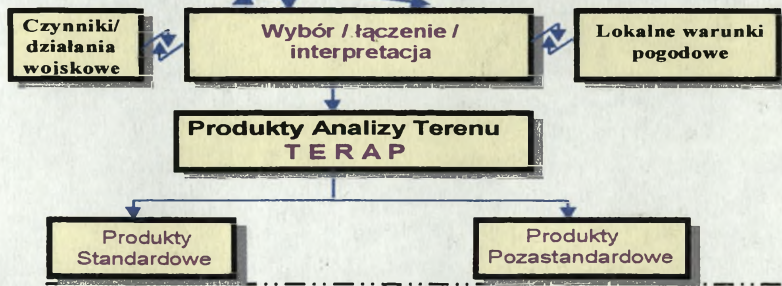 Czynniki/
działania
wojskowe
Wybór / łączenie /
interpretacja
Lokalne warunki
pogodowe
Produkty Analizy Terenu
TERAP
Produkty
Standardowe
Produkty
Pozastandardowe